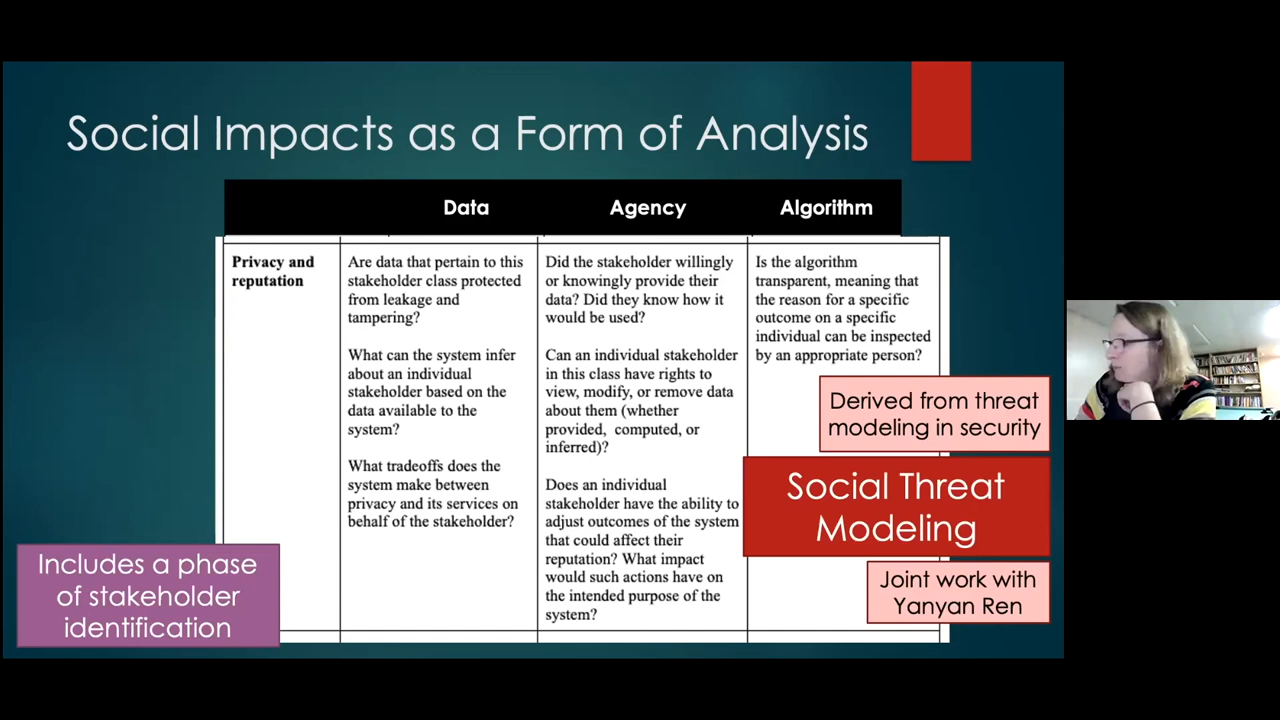 Social Impacts as a Form of Analysis
Data Agency Algorithm
Privacy and
reputation
Are data that pertain to this
stakeholder class protected
from leakage and
tampering?
What can the system infer
about an individual
stakeholder based on the
data available to the
system?
What tradeoffs does the
system make between
privacy and its services on
behalf of the stakeholder?
Did the stakeholder willingly
or knowingly provide their
data? Did they know how it
would be used?
Can an individual stakeholder
in this class have rights to
view, modify, or remove data
about them (whether
provided, computed, or
inferred)?
Does an individual
stakeholder have the ability to
adjust outcomes of the system
that could affect their
reputation? What impact
would such actions have on
the intended purpose of the
system?
Is the algorithm
transparent, meaning that
the reason for a specific
outcome on a specific
individual can be inspected
by an appropriate person?
Derived from threat
modeling in security
Social Threat
Modeling
Joint work with
Yanyan Ren
Includes a phase
of stakeholder
identification